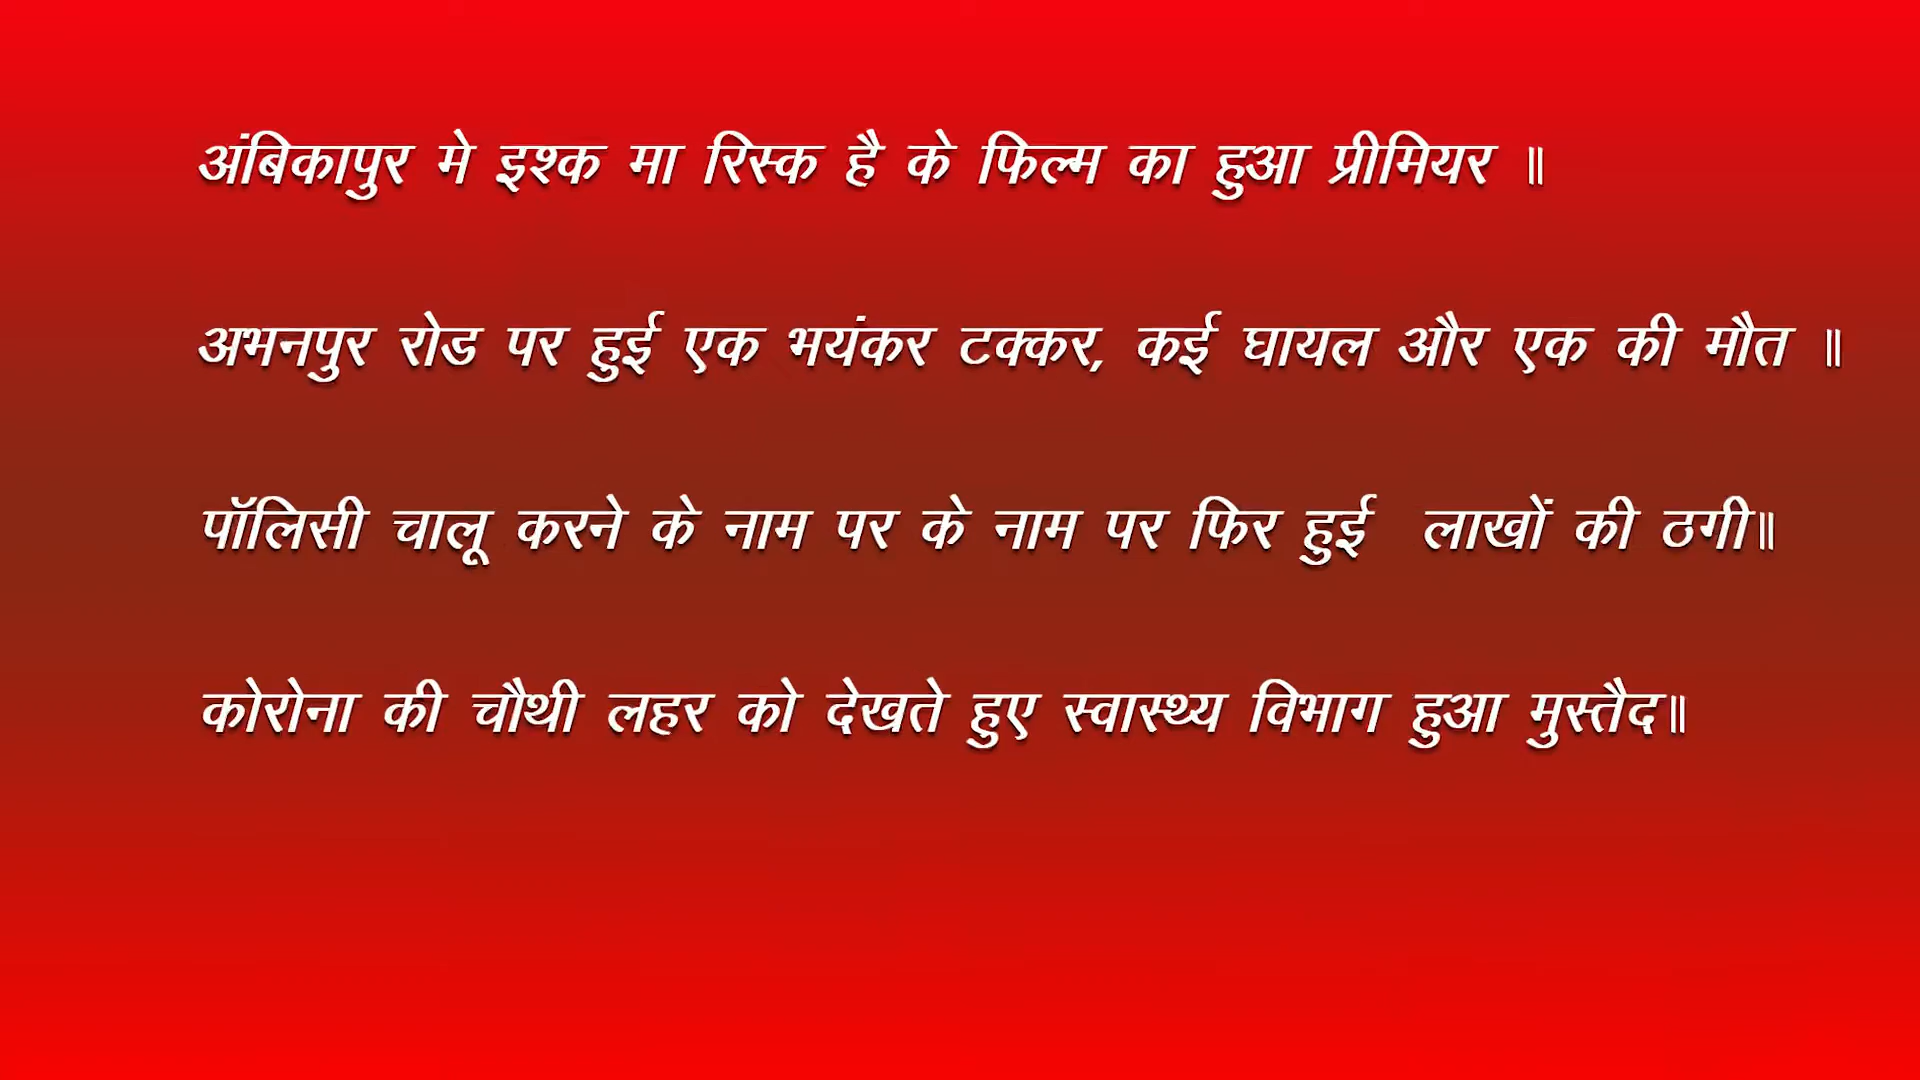 अंबिकापुर मे इश्क मा रिस्क है के फिल्म का हुआ प्रीमियर ॥
अभनपुर रोड पर हुई एक भयंकर टक्कर, कई घायल और एक की मौत ॥
पॉलिसी चालू करने के नाम पर के नाम पर फिर हुई लाखों की ठगी॥
कोरोना की चौथी लहर को देखते हुए स्वास्थ्य विभाग हुआ मुस्तैद॥